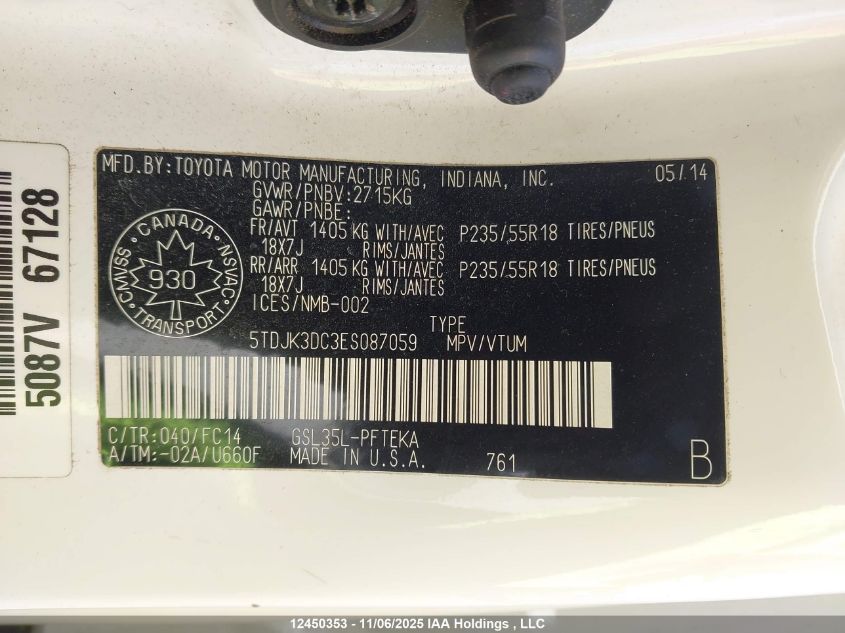 5087V 67128
MFD.BY:TOYOTA MOTOR MANUFACTURING, INDIANA, INC. 05/14
GVWR/PNBV:2715KG
GAWR/PNBE:
FR/AVT 1405 KG WITH/AVEC P235/55R18 TIRES/PNEUS
18X7J RIMS/JANTES
RR/ARR 1405 KG WITH/AVEC P235/55R18 TIRES/PNEUS
18X7J RIMS/JANTES
ICES/NMB-002
CANADA
CMVSS 930 NSVAC
TRANSPORT
TYPE
5TDJK3DC3ES087059 MPV/VTUM
C/TR:040/FC14 GSL35L-PFTEKA
A/TM:-02A/U660F MADE IN U.S.A. 761 B
12450353 - 11/06/2025 IAA Holdings , LLC